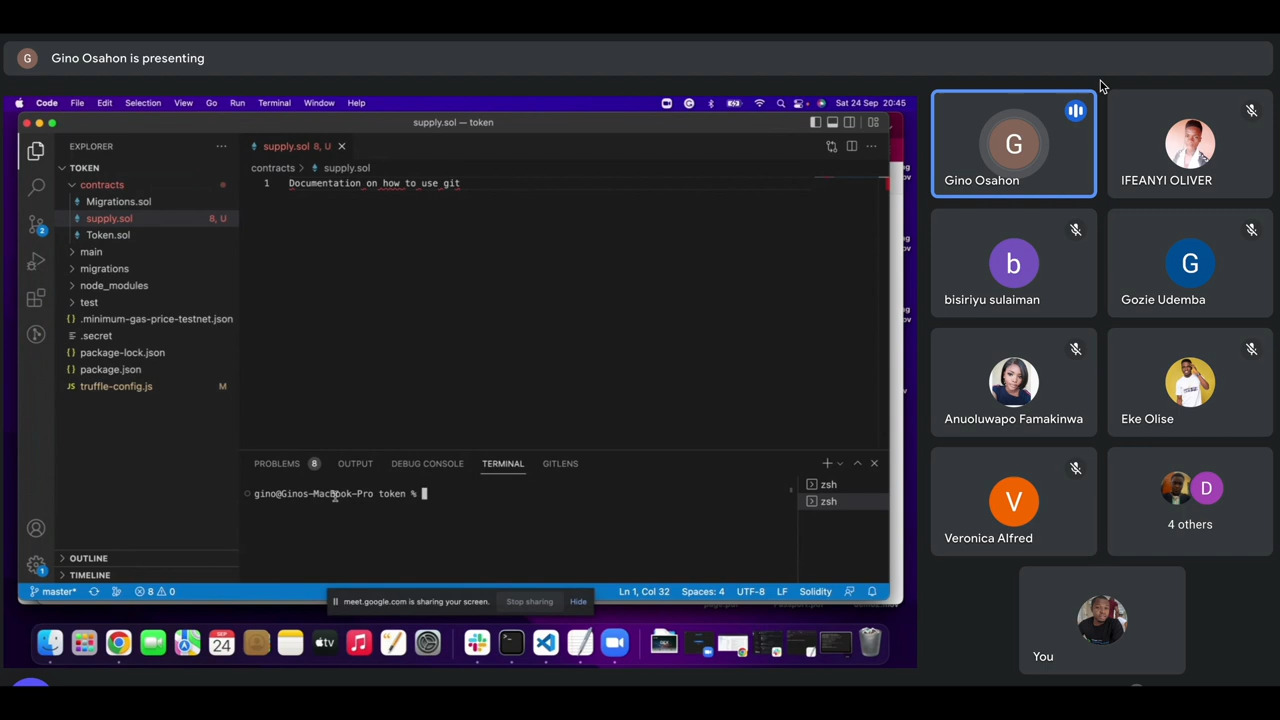 G Gino Osahon is presenting
Code File Edit Selection View Go Run Terminal Window Help Sat 24 Sep 20:45
supply.sol — token
EXPLORER
supply.sol 8, U
TOKEN
contracts > supply.sol
contracts
1 Documentation on how to use git
Migrations.sol
supply.sol 8, U
Token.sol
main
migrations
node_modules
test
.minimum-gas-price-testnet.json
.secret
package-lock.json
package.json
JS truffle-config.js M
2
PROBLEMS 8 OUTPUT DEBUG CONSOLE TERMINAL GITLENS
zsh
gino@Ginos-MacBook-Pro token %
zsh
OUTLINE
TIMELINE
1
master* 8 0 Ln 1, Col 32 Spaces: 4 UTF-8 LF Solidity
meet.google.com is sharing your screen. Stop sharing Hide
SEP
24
tv
G
Gino Osahon
IFEANYI OLIVER
b
bisiriyu sulaiman
G
Gozie Udemba
Anuoluwapo Famakinwa
Eke Olise
V
Veronica Alfred
D
4 others
You